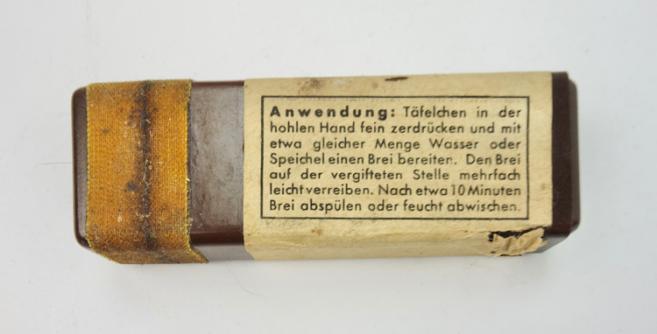 Anwendung: Täfelchen in der
hohlen Hand fein zerdrücken und mit
etwa gleicher Menge Wasser oder
Speichel einen Brei bereiten. Den Brei
auf der vergifteten Stelle mehrfach
leicht verreiben. Nach etwa 10 Minuten
Brei abspülen oder feucht abwischen.